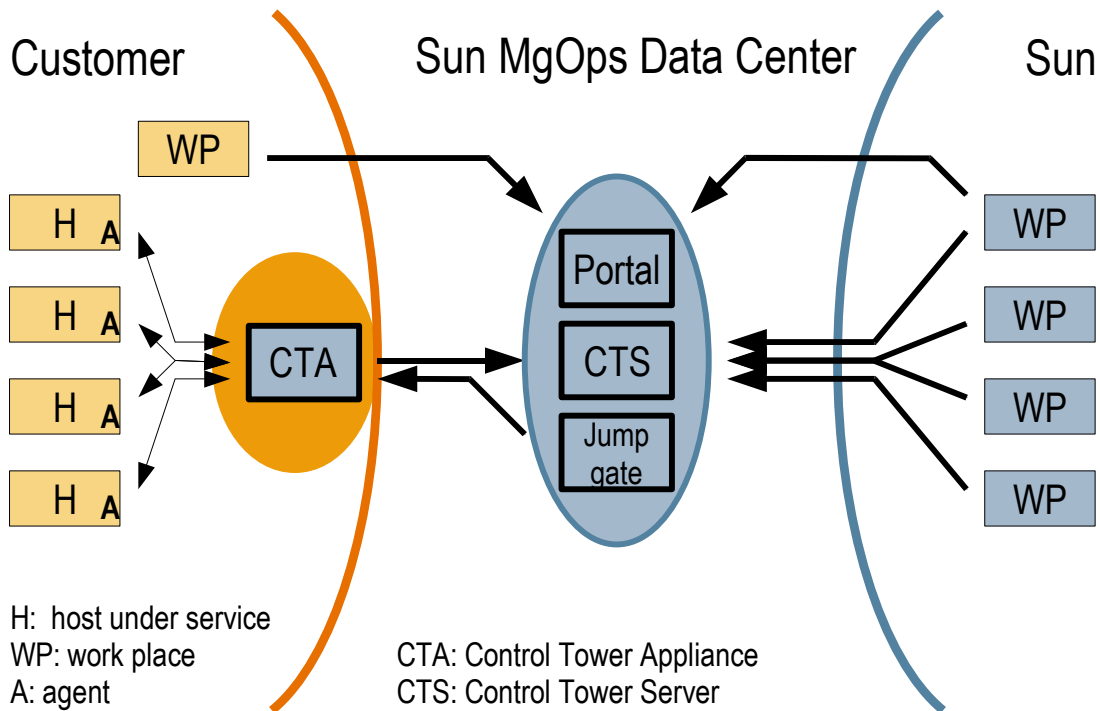 Customer
Sun MgOps Data Center
Sun
WP
H A
H A
H A
H A
CTA
Portal
CTS
Jump
gate
WP
WP
WP
WP
H: host under service
WP: work place
A: agent
CTA: Control Tower Appliance
CTS: Control Tower Server